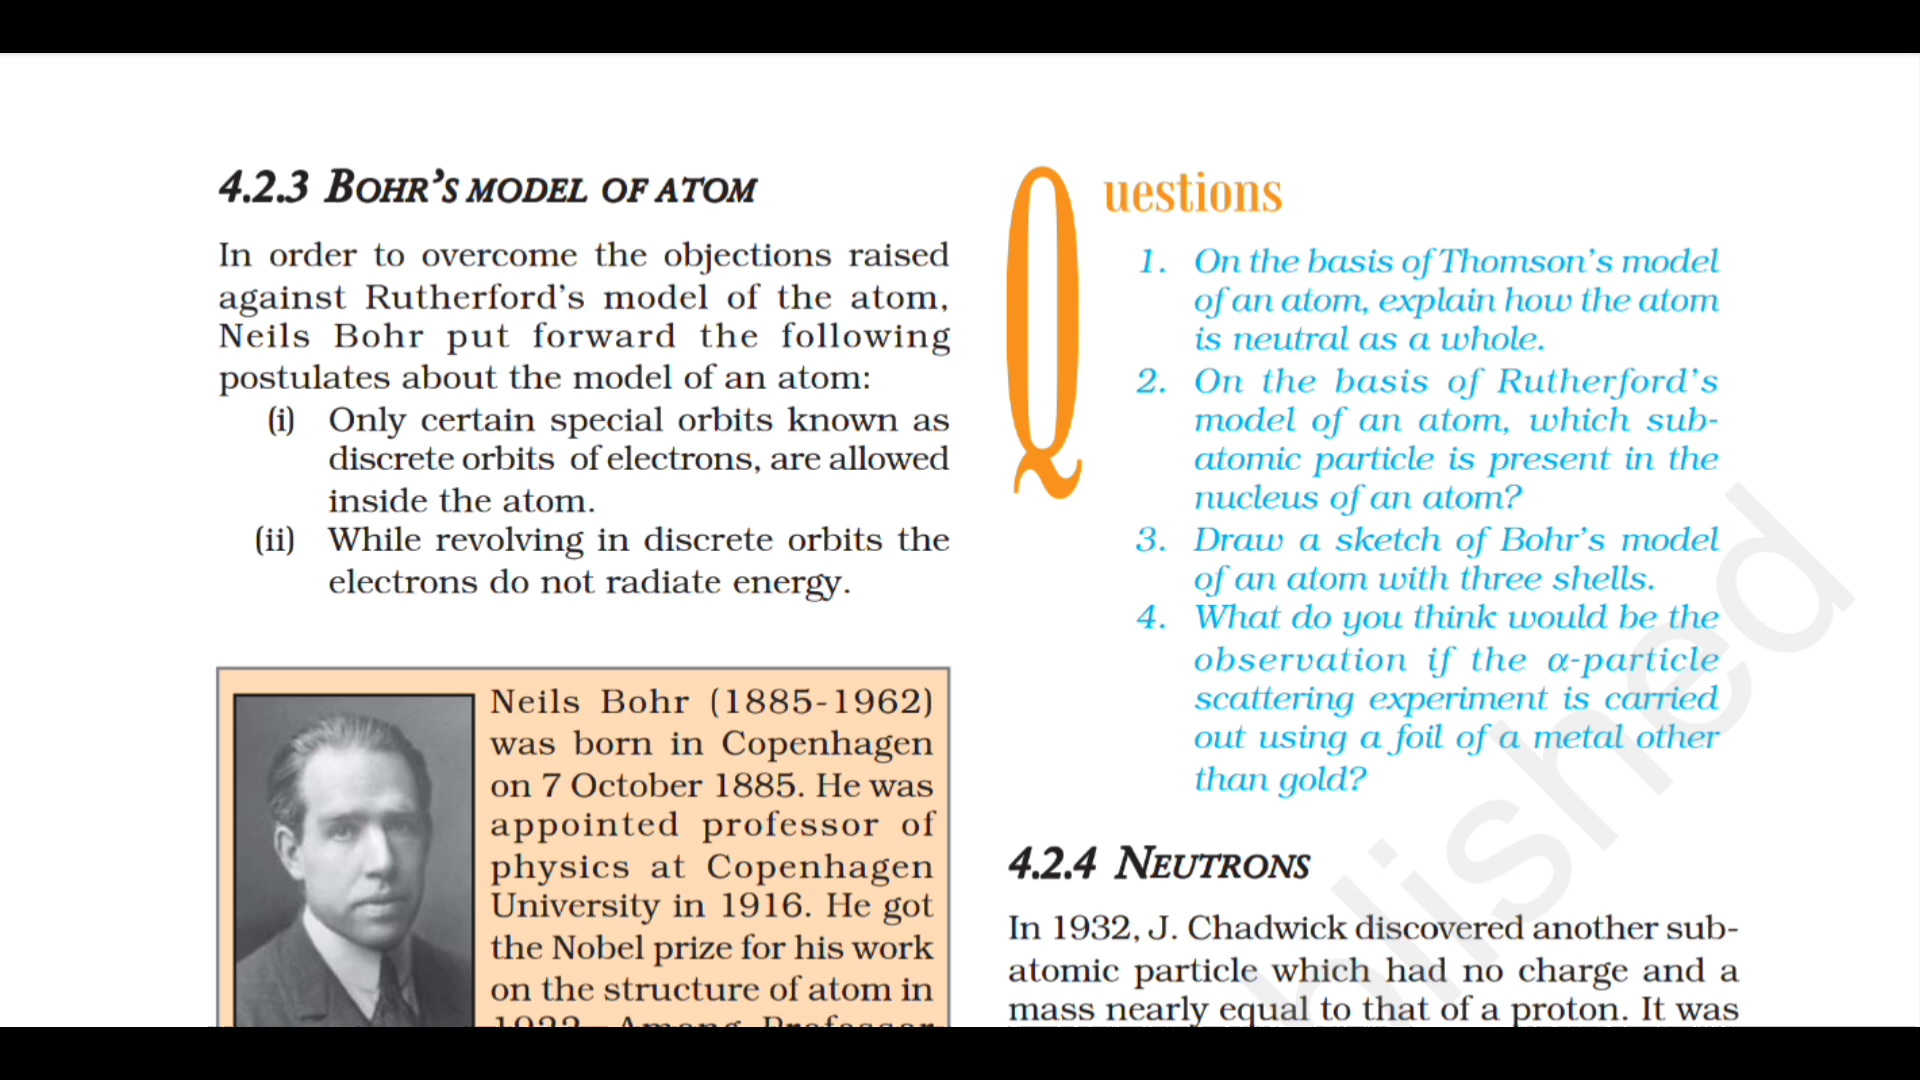 4.2.3 BOHR’S MODEL OF ATOM
In order to overcome the objections raised
against Rutherford’s model of the atom,
Neils Bohr put forward the following
postulates about the model of an atom:
(i) Only certain special orbits known as
discrete orbits of electrons, are allowed
inside the atom.
(ii) While revolving in discrete orbits the
electrons do not radiate energy.
Neils Bohr (1885-1962)
was born in Copenhagen
on 7 October 1885. He was
appointed professor of
physics at Copenhagen
University in 1916. He got
the Nobel prize for his work
on the structure of atom in
Questions
1. On the basis of Thomson’s model
of an atom, explain how the atom
is neutral as a whole.
2. On the basis of Rutherford’s
model of an atom, which sub-
atomic particle is present in the
nucleus of an atom?
3. Draw a sketch of Bohr’s model
of an atom with three shells.
4. What do you think would be the
observation if the α-particle
scattering experiment is carried
out using a foil of a metal other
than gold?
4.2.4 NEUTRONS
In 1932, J. Chadwick discovered another sub-
atomic particle which had no charge and a
mass nearly equal to that of a proton. It was